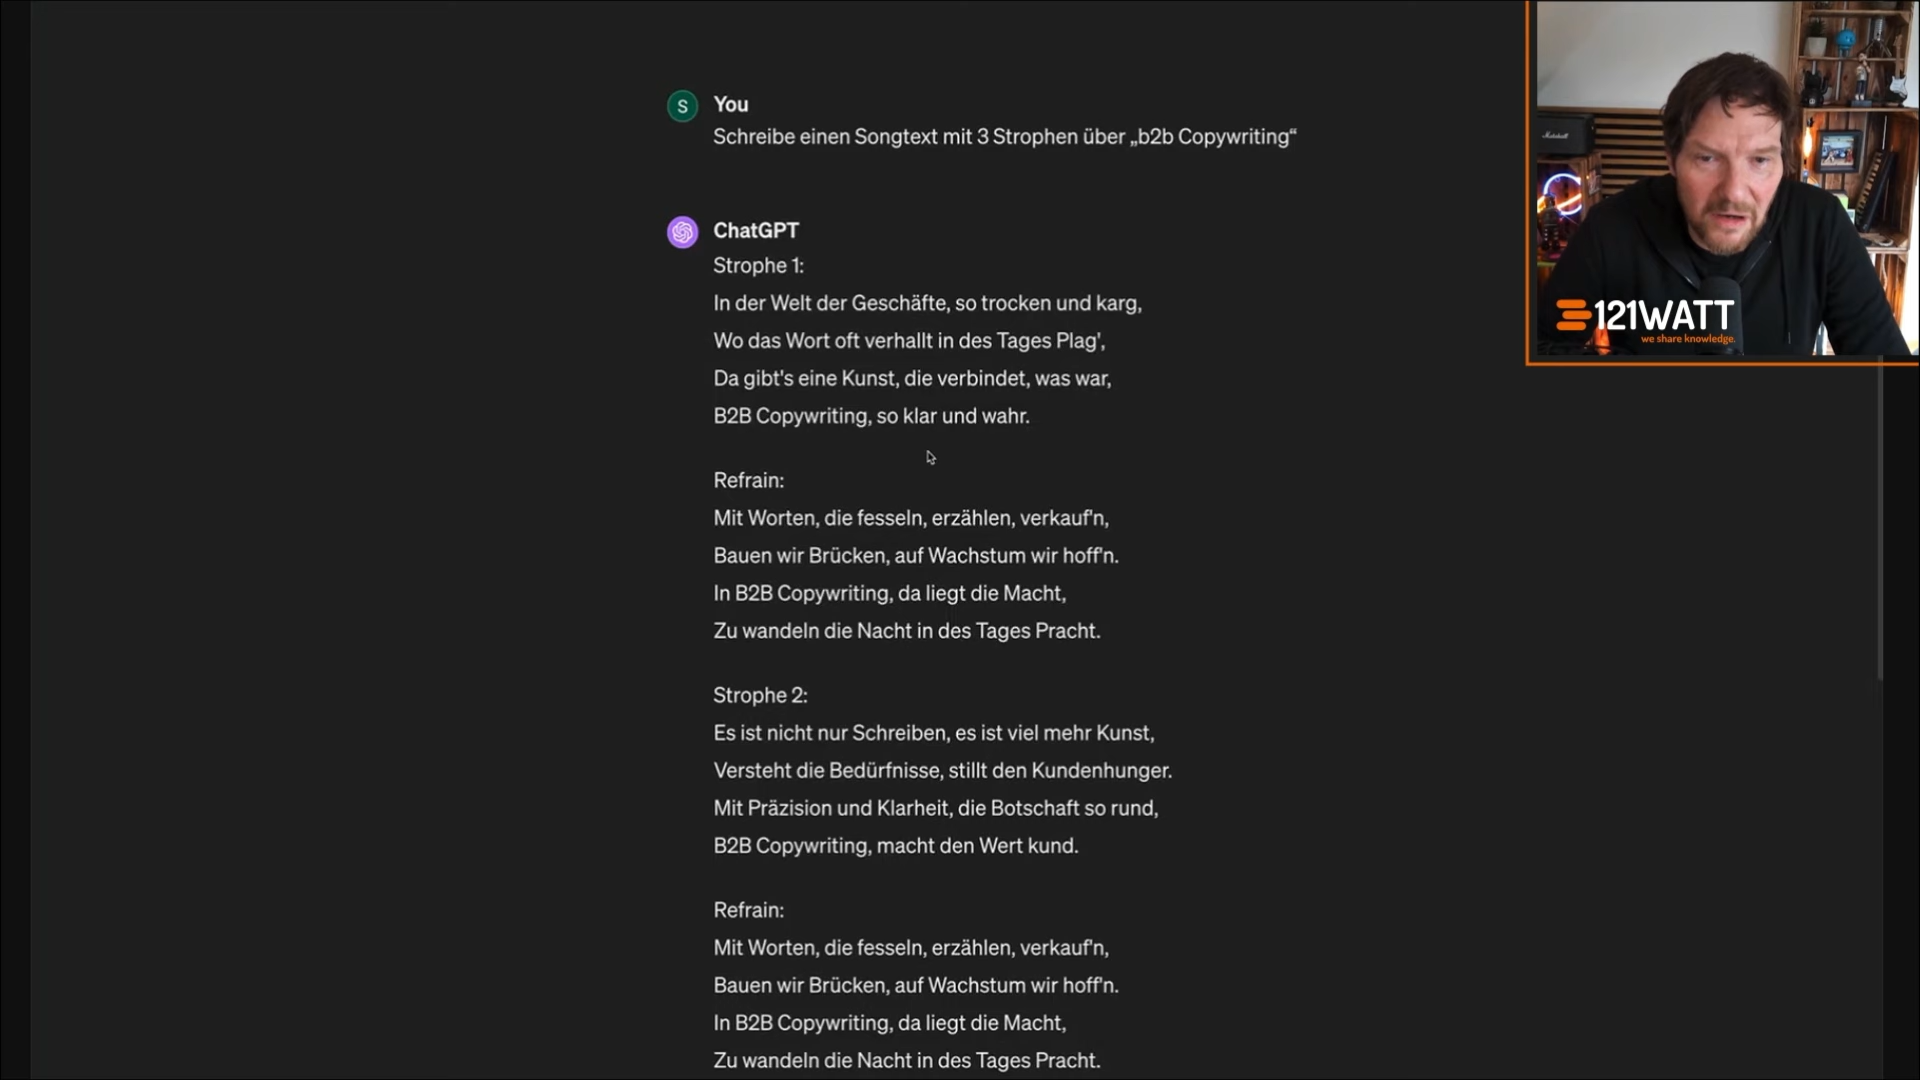 S
You
Schreibe einen Songtext mit 3 Strophen über „b2b Copywriting“
ChatGPT
Strophe 1:
In der Welt der Geschäfte, so trocken und karg,
Wo das Wort oft verhallt in des Tages Plag',
Da gibt's eine Kunst, die verbindet, was war,
B2B Copywriting, so klar und wahr.
Refrain:
Mit Worten, die fesseln, erzählen, verkauf'n,
Bauen wir Brücken, auf Wachstum wir hoff'n.
In B2B Copywriting, da liegt die Macht,
Zu wandeln die Nacht in des Tages Pracht.
Strophe 2:
Es ist nicht nur Schreiben, es ist viel mehr Kunst,
Versteht die Bedürfnisse, stillt den Kundenhunger.
Mit Präzision und Klarheit, die Botschaft so rund,
B2B Copywriting, macht den Wert kund.
Refrain:
Mit Worten, die fesseln, erzählen, verkauf'n,
Bauen wir Brücken, auf Wachstum wir hoff'n.
In B2B Copywriting, da liegt die Macht,
Zu wandeln die Nacht in des Tages Pracht.
Marshall
121WATT
we share knowledge.